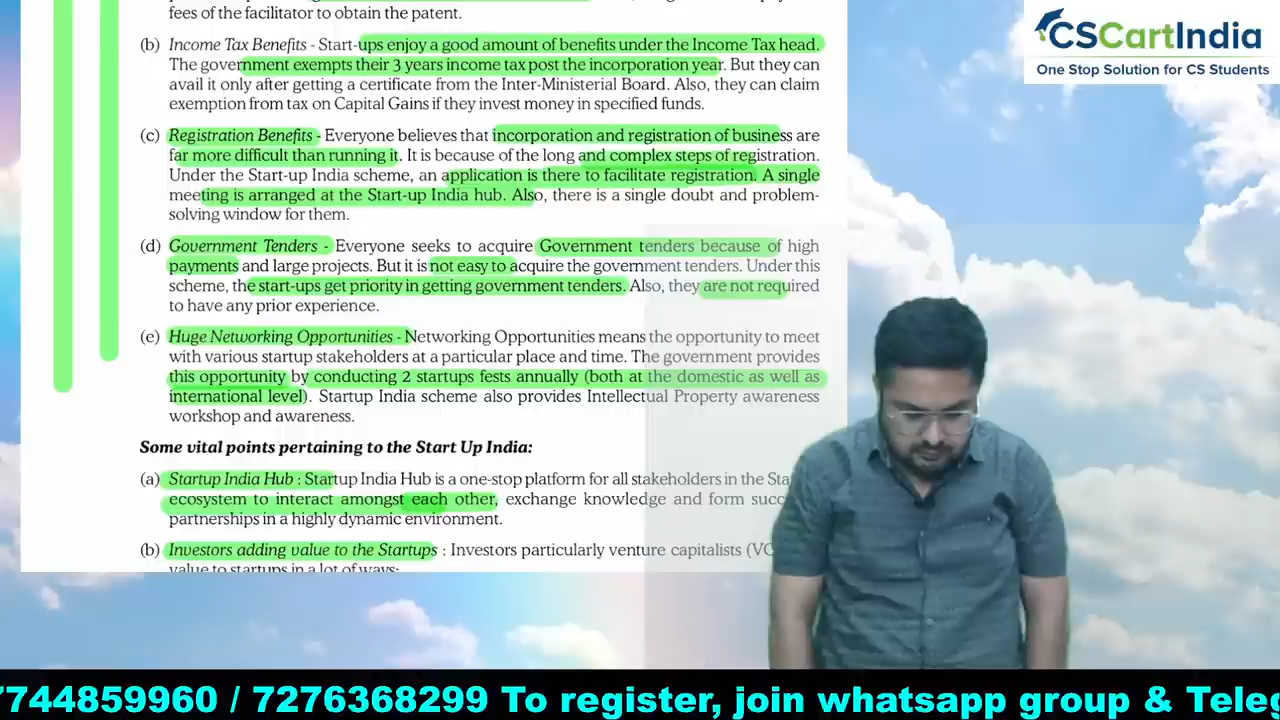 fees of the facilitator to obtain the patent.
(b) Income Tax Benefits - Start-ups enjoy a good amount of benefits under the Income Tax head.
The government exempts their 3 years income tax post the incorporation year. But they can
avail it only after getting a certificate from the Inter-Ministerial Board. Also, they can claim
exemption from tax on Capital Gains if they invest money in specified funds.
(c) Registration Benefits - Everyone believes that incorporation and registration of business are
far more difficult than running it. It is because of the long and complex steps of registration.
Under the Start-up India scheme, an application is there to facilitate registration. A single
meeting is arranged at the Start-up India hub. Also, there is a single doubt and problem-
solving window for them.
(d) Government Tenders - Everyone seeks to acquire Government tenders because of high
payments and large projects. But it is not easy to acquire the government tenders. Under this
scheme, the start-ups get priority in getting government tenders. Also, they are not required
to have any prior experience.
(e) Huge Networking Opportunities - Networking Opportunities means the opportunity to meet
with various startup stakeholders at a particular place and time. The government provides
this opportunity by conducting 2 startups fests annually (both at the domestic as well as
international level). Startup India scheme also provides Intellectual Property awareness
workshop and awareness.
Some vital points pertaining to the Start Up India:
(a) Startup India Hub : Startup India Hub is a one-stop platform for all stakeholders in the
ecosystem to interact amongst each other, exchange knowledge and form
partnerships in a highly dynamic environment.
(b) Investors adding value to the Startups : Investors particularly venture capitalists
value to startups in a lot of ways:
CSCartIndia
One Stop Solution for CS Students
7744859960 / 7276368299 To register, join whatsapp group &